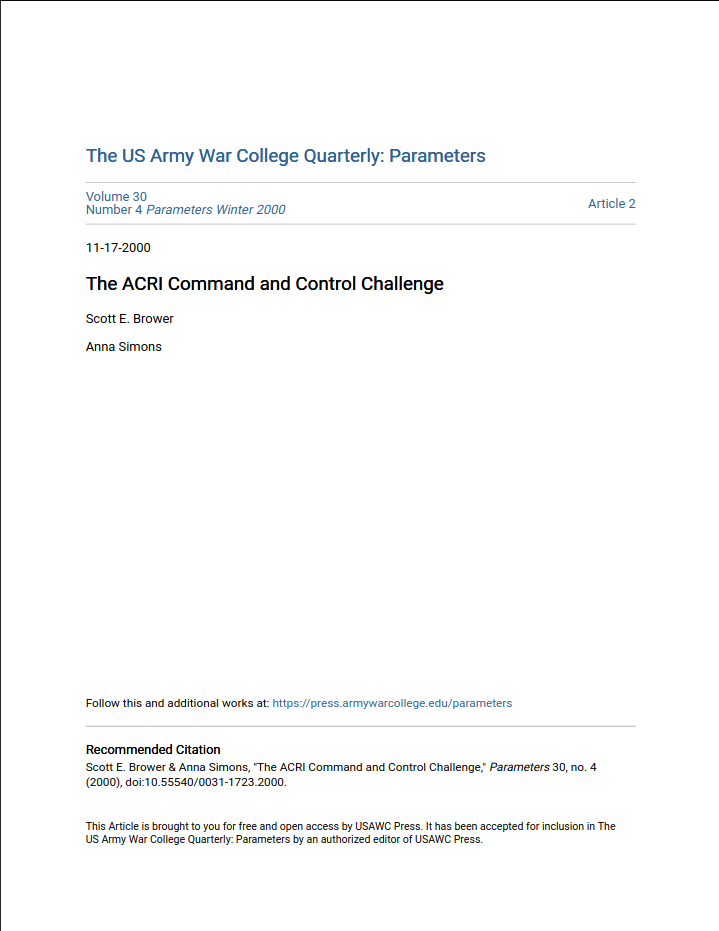 The US Army War College Quarterly: Parameters
Volume 30
Number 4 Parameters Winter 2000
Article 2
11-17-2000
The ACRI Command and Control Challenge
Scott E. Brower
Anna Simons
Follow this and additional works at: https://press.armywarcollege.edu/parameters
Recommended Citation
Scott E. Brower & Anna Simons, "The ACRI Command and Control Challenge," Parameters 30, no. 4
(2000), doi:10.55540/0031-1723.2000.
This Article is brought to you for free and open access by USAWC Press. It has been accepted for inclusion in The
US Army War College Quarterly: Parameters by an authorized editor of USAWC Press.